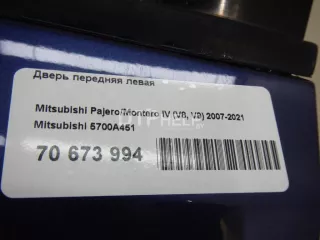 Дверь передняя левая
Mitsubishi Pajero/Montero IV (V8, V9) 2007-2021
Mitsubishi 5700A451
70 673 994